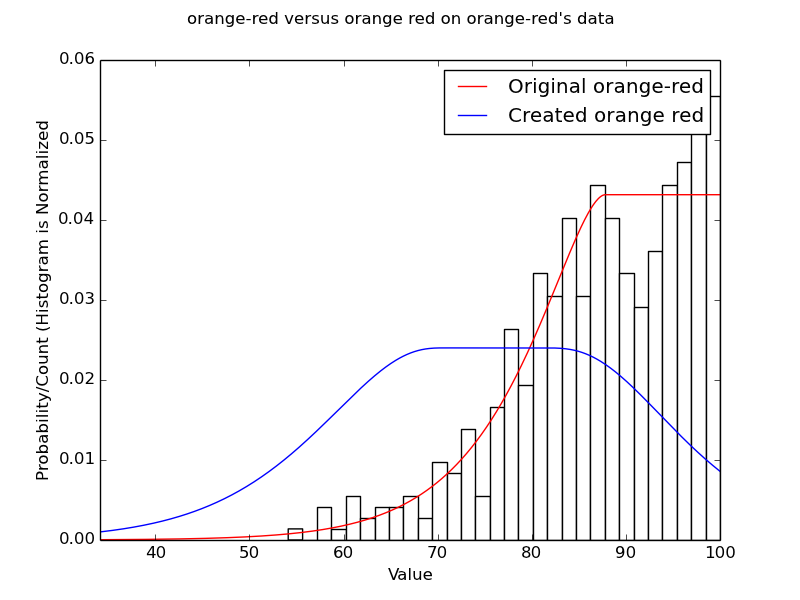 orange-red versus orange red on orange-red's data
Original orange-red
Created orange red
Probability/Count (Histogram is Normalized
0.06
0.05
0.04
0.03
0.02
0.01
0.00
40 50 60 70 80 90 100
Value